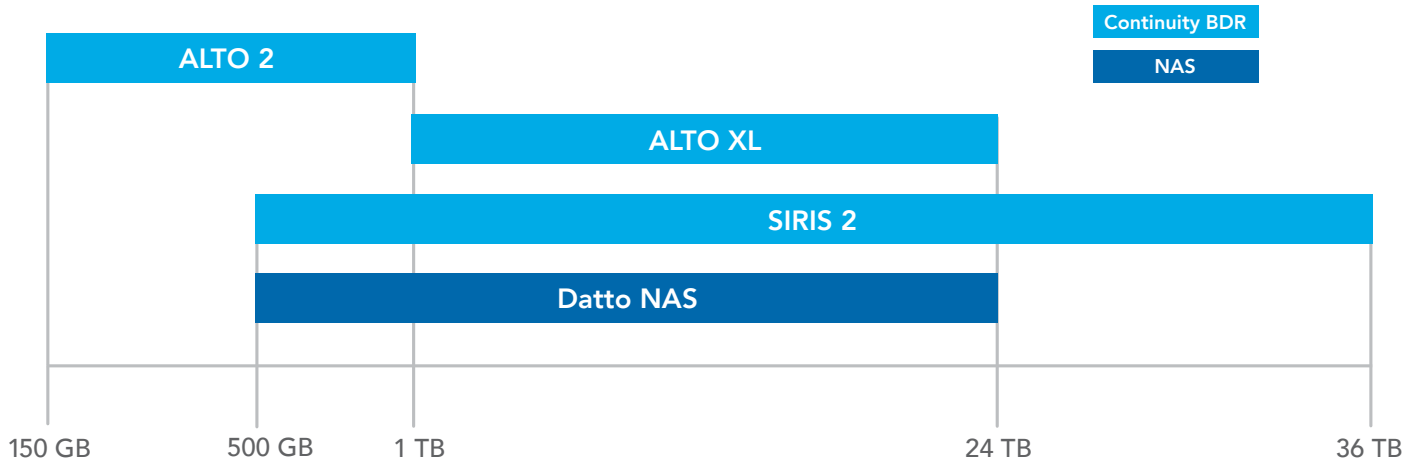 Continuity BDR
NAS
ALTO 2
ALTO XL
SIRIS 2
Datto NAS
150 GB
500 GB
1 TB
24 TB
36 TB